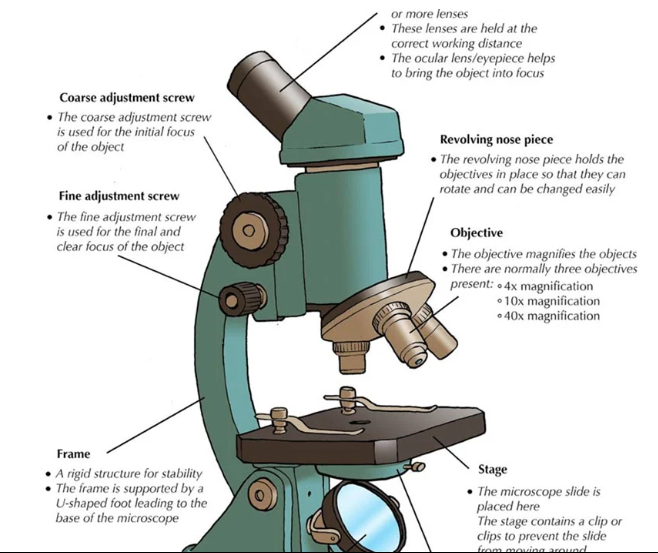 or more lenses
• These lenses are held at the
correct working distance
• The ocular lens/eyepiece helps
to bring the object into focus
Coarse adjustment screw
• The coarse adjustment screw
is used for the initial focus
of the object
Revolving nose piece
• The revolving nose piece holds the
objectives in place so that they can
rotate and can be changed easily
Fine adjustment screw
• The fine adjustment screw
is used for the final and
clear focus of the object
Objective
• The objective magnifies the objects
• There are normally three objectives
present: ∘ 4x magnification
∘ 10x magnification
∘ 40x magnification
Frame
• A rigid structure for stability
• The frame is supported by a
U-shaped foot leading to the
base of the microscope
Stage
• The microscope slide is
placed here
The stage contains a clip or
clips to prevent the slide
from moving around